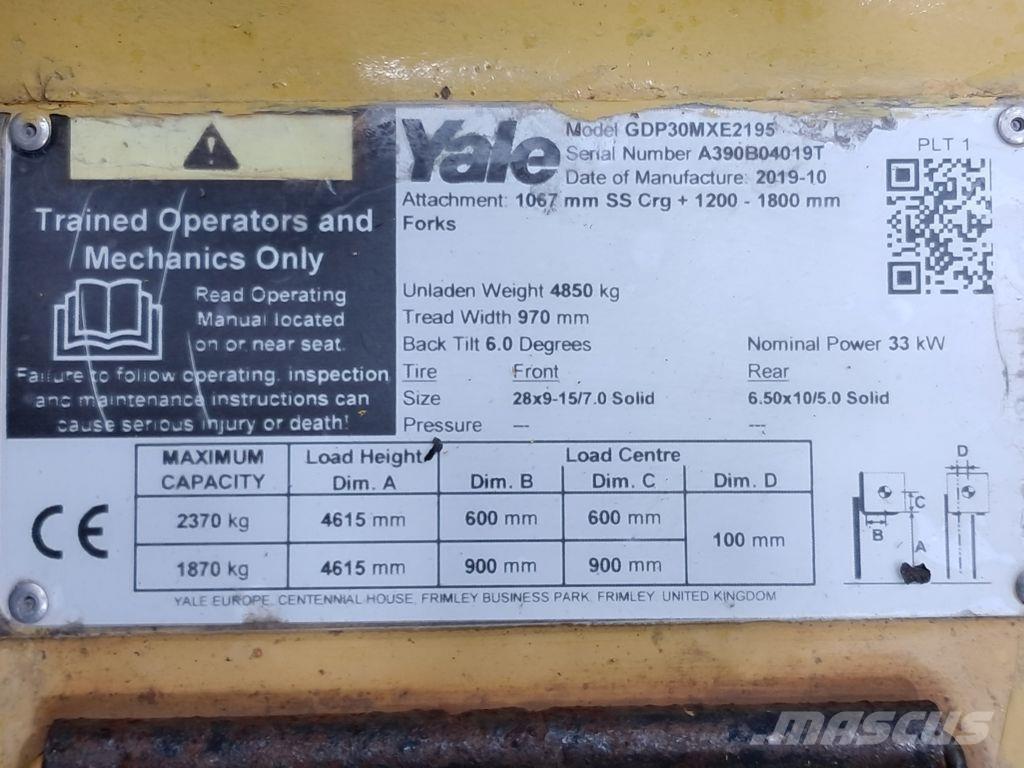 Trained Operators and
Mechanics Only
Read Operating
Manual located
on or near seat.
Failure to follow operating, inspection
and maintenance instructions can
cause serious injury or death!
Yale
Model GDP30MXE2195
Serial Number A390B04019T
Date of Manufacture: 2019-10
PLT 1
Attachment: 1067 mm SS Crg + 1200 - 1800 mm
Forks
Unladen Weight 4850 kg
Tread Width 970 mm
Back Tilt 6.0 Degrees Nominal Power 33 kW
Tire Front Rear
Size 28x9-15/7.0 Solid 6.50x10/5.0 Solid
Pressure --- ---
MAXIMUM CAPACITY Load Height Dim. A Load Centre
Dim. B Dim. C Dim. D
2370 kg 4615 mm 600 mm 600 mm 100 mm
1870 kg 4615 mm 900 mm 900 mm
CE
D
C
B
A
YALE EUROPE, CENTENNIAL HOUSE, FRIMLEY BUSINESS PARK, FRIMLEY, UNITED KINGDOM
MASCUS